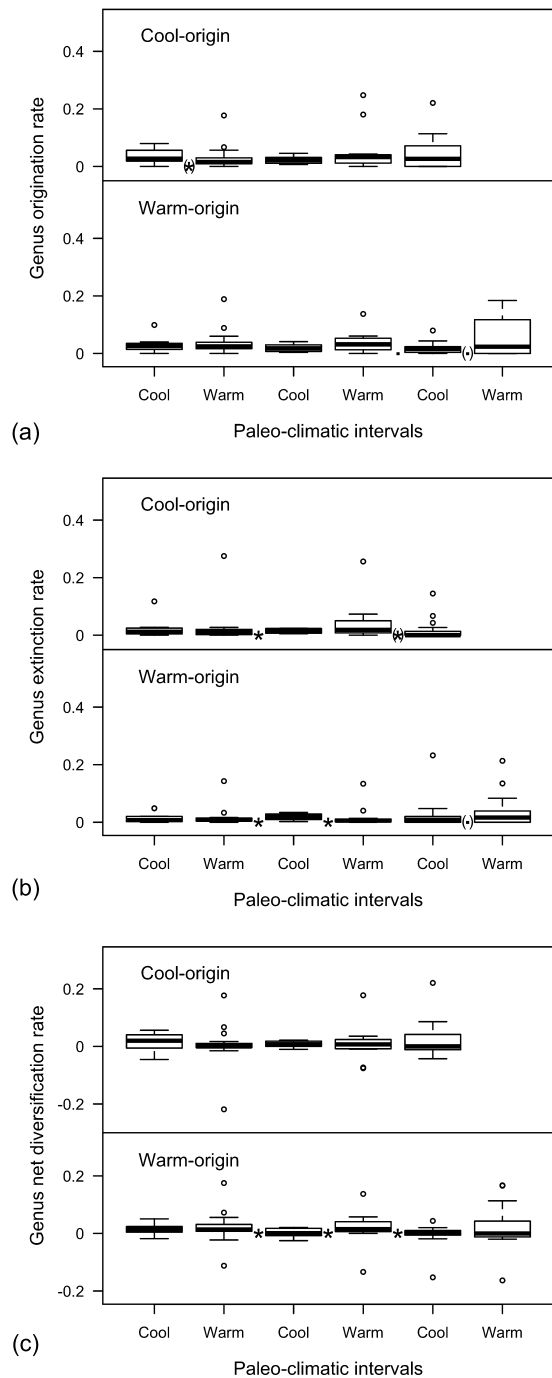 Cool-origin
0.4
0.2
0
(*)
Genus origination rate
Warm-origin
0.4
0.2
0
. (.)
Cool Warm Cool Warm Cool Warm
(a)
Paleo-climatic intervals
Cool-origin
0.4
0.2
0
* (*)
Genus extinction rate
Warm-origin
0.4
0.2
0
* * (.)
Cool Warm Cool Warm Cool Warm
(b)
Paleo-climatic intervals
Cool-origin
0.2
0
-0.2
Genus net diversification rate
Warm-origin
0.2
0
* * *
-0.2
Cool Warm Cool Warm Cool Warm
(c)
Paleo-climatic intervals